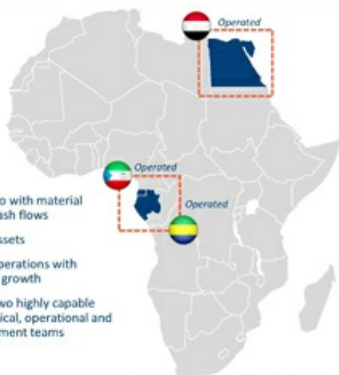 Operated
Operated
Operated
o with material
ash flows
ssets
perations with
growth
wo highly capable
ical, operational and
ment teams